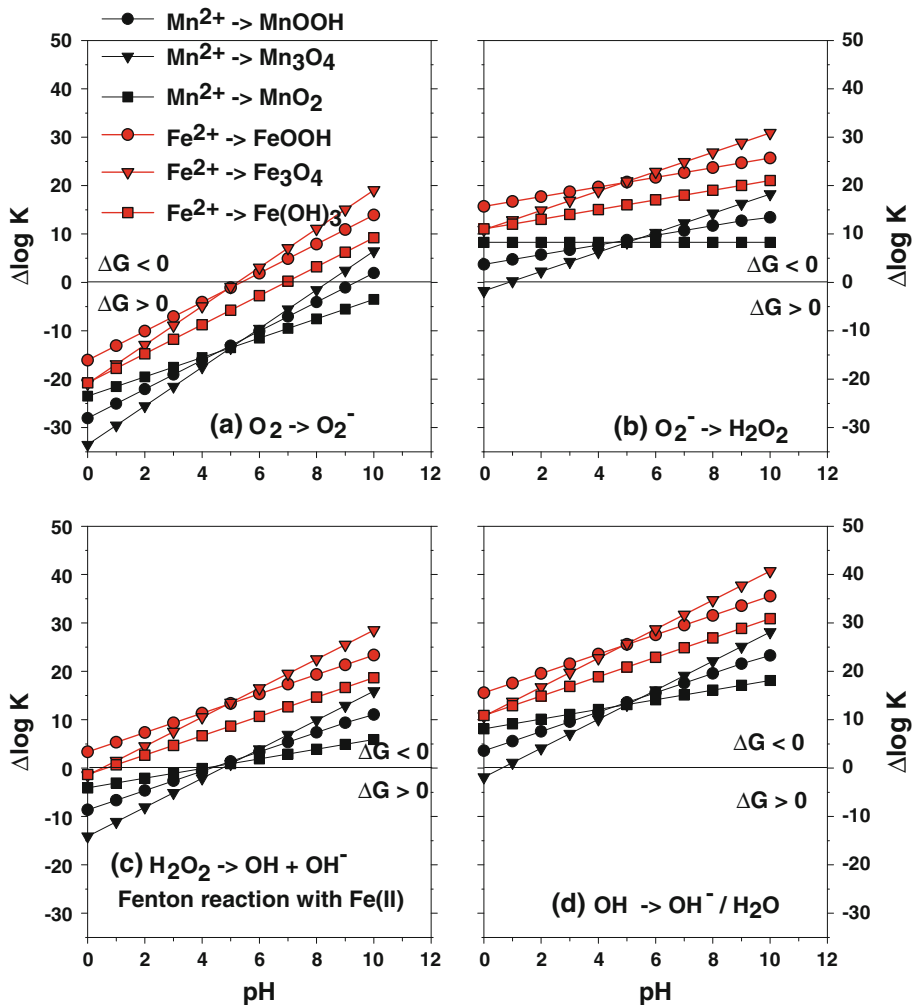 Mn2+ -> MnOOH
Mn2+ -> Mn3O4
Mn2+ -> MnO2
Fe2+ -> FeOOH
Fe2+ -> Fe3O4
Fe2+ -> Fe(OH)3
50
40
30
20
10
0
-10
-20
-30
Δlog K
ΔG < 0
ΔG > 0
(a) O2 -> O2-
0 2 4 6 8 10 12
50
40
30
20
10
0
-10
-20
-30
Δlog K
ΔG < 0
ΔG > 0
(b) O2- -> H2O2
0 2 4 6 8 10 12
50
40
30
20
10
0
-10
-20
-30
Δlog K
ΔG < 0
ΔG > 0
(c) H2O2 -> OH + OH-
Fenton reaction with Fe(II)
0 2 4 6 8 10 12
pH
50
40
30
20
10
0
-10
-20
-30
Δlog K
ΔG < 0
ΔG > 0
(d) OH -> OH- / H2O
0 2 4 6 8 10 12
pH